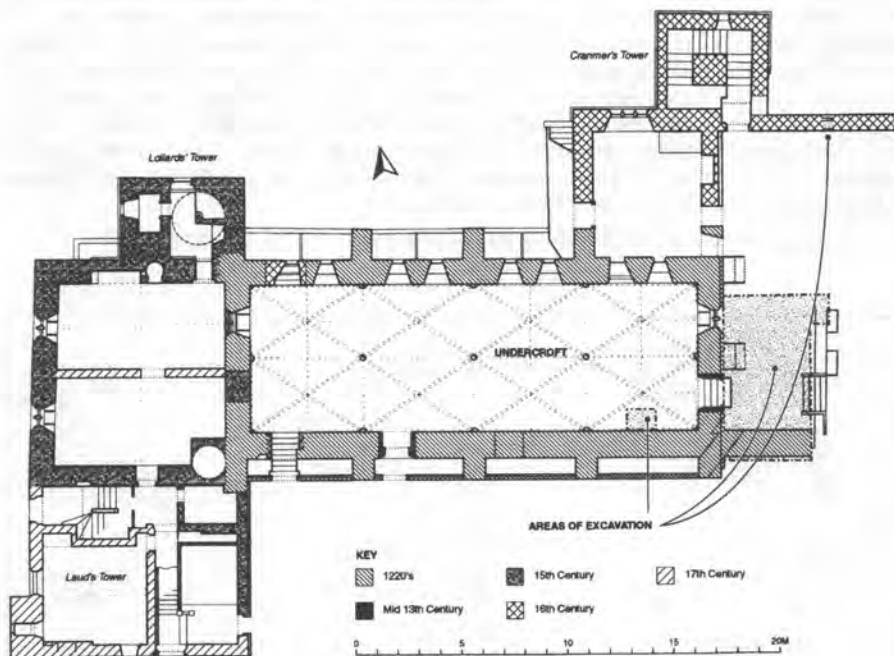 Cranmer's Tower
Lollards' Tower
UNDERCROFT
AREAS OF EXCAVATION
Laud's Tower
KEY
1220's
15th Century
17th Century
Mid 13th Century
16th Century
0 5 10 15 20M